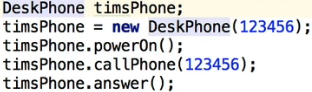 DeskPhone timsPhone;
timsPhone = new DeskPhone(123456);
timsPhone.powerOn();
timsPhone.callPhone(123456);
timsPhone.answer();